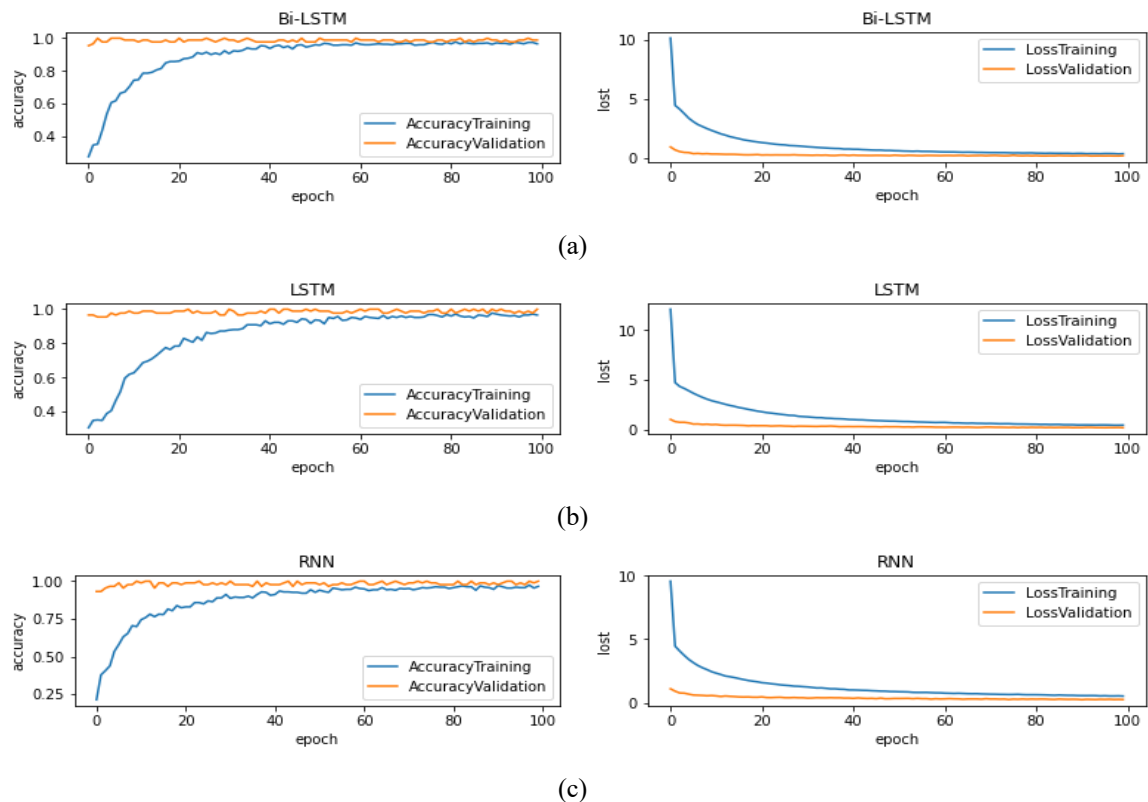 Bi-LSTM
1.0
0.8
0.6
0.4
accuracy
AccuracyTraining
AccuracyValidation
0 20 40 60 80 100
epoch
Bi-LSTM
10
5
0
lost
LossTraining
LossValidation
0 20 40 60 80 100
epoch
(a)
LSTM
1.0
0.8
0.6
0.4
accuracy
AccuracyTraining
AccuracyValidation
0 20 40 60 80 100
epoch
LSTM
10
5
0
lost
LossTraining
LossValidation
0 20 40 60 80 100
epoch
(b)
RNN
1.00
0.75
0.50
0.25
accuracy
AccuracyTraining
AccuracyValidation
0 20 40 60 80 100
epoch
RNN
10
5
0
lost
LossTraining
LossValidation
0 20 40 60 80 100
epoch
(c)